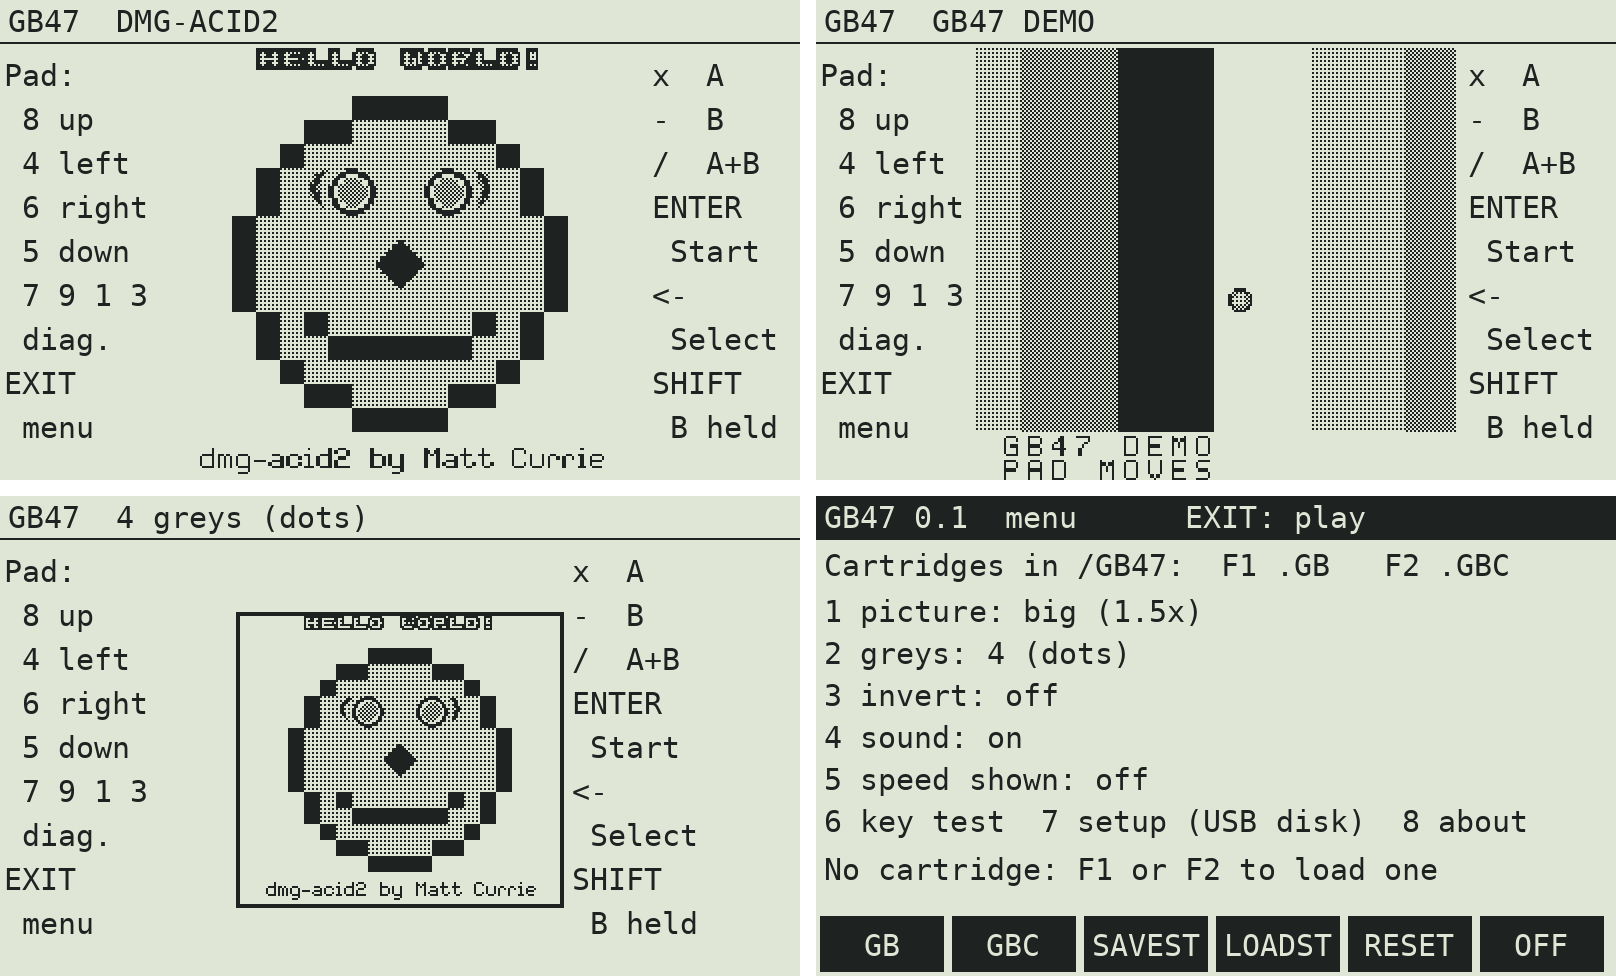 GB47  DMG-ACID2
HELLO WORLD!
Pad:
8 up
4 left
6 right
5 down
7 9 1 3
diag.
EXIT
menu
x  A
-  B
/  A+B
ENTER
Start
<-
Select
SHIFT
B held
dmg-acid2 by Matt Currie
GB47  GB47 DEMO
Pad:
8 up
4 left
6 right
5 down
7 9 1 3
diag.
EXIT
menu
x  A
-  B
/  A+B
ENTER
Start
<-
Select
SHIFT
B held
GB47 DEMO
PAD MOVES
GB47  4 greys (dots)
Pad:
8 up
4 left
6 right
5 down
7 9 1 3
diag.
EXIT
menu
HELLO WORLD!
dmg-acid2 by Matt Currie
x  A
-  B
/  A+B
ENTER
Start
<-
Select
SHIFT
B held
GB47 0.1  menu      EXIT: play
Cartridges in /GB47:  F1 .GB   F2 .GBC
1 picture: big (1.5x)
2 greys: 4 (dots)
3 invert: off
4 sound: on
5 speed shown: off
6 key test  7 setup (USB disk)  8 about
No cartridge: F1 or F2 to load one
GB  GBC  SAVEST  LOADST  RESET  OFF